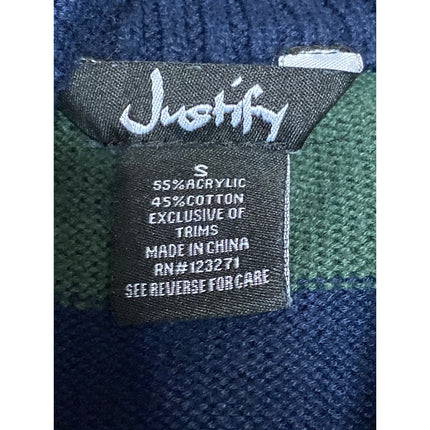 Justify
S
55% ACRYLIC
45% COTTON
EXCLUSIVE OF
TRIMS
MADE IN CHINA
RN#123271
SEE REVERSE FOR CARE